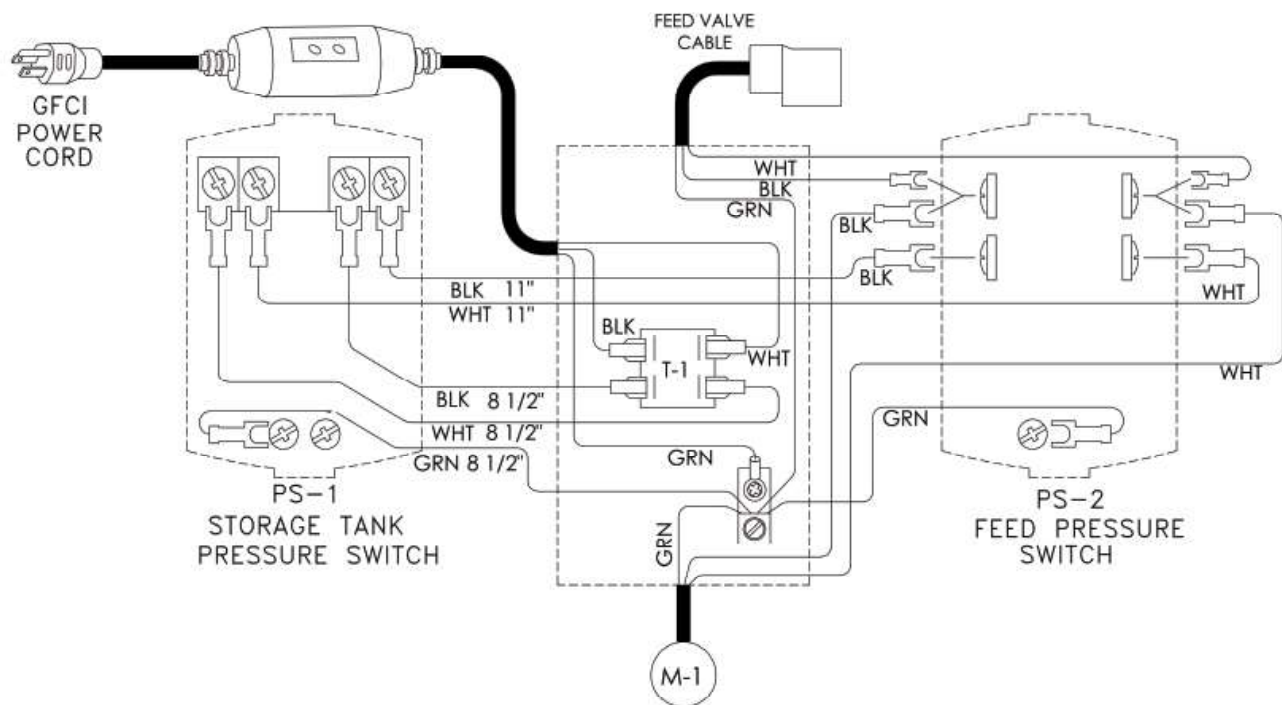 FEED VALVE
CABLE
GFCI
POWER
CORD
WHT
BLK
GRN
BLK
BLK
BLK 11"
WHT 11"
WHT
BLK
T-1
WHT
WHT
BLK 8 1/2"
WHT 8 1/2"
GRN 8 1/2"
GRN
GRN
GRN
PS-1
STORAGE TANK
PRESSURE SWITCH
PS-2
FEED PRESSURE
SWITCH
M-1